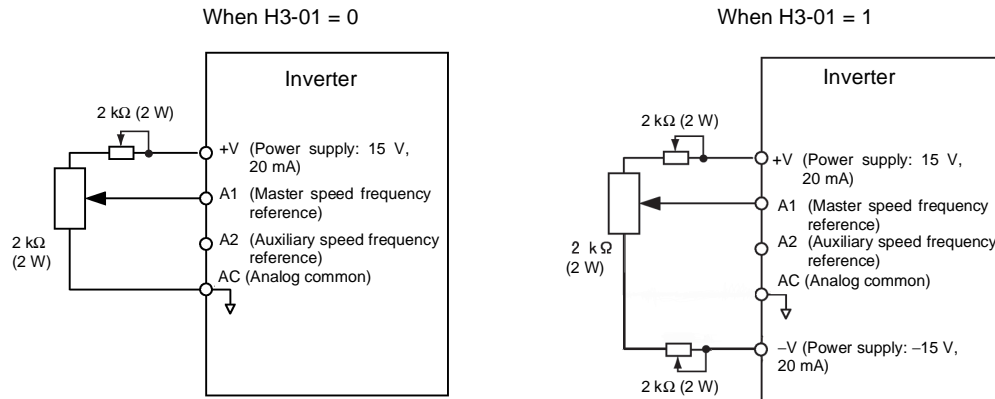 When H3-01 = 0
Inverter
2 kΩ (2 W)
+V (Power supply: 15 V,
20 mA)
A1 (Master speed frequency
reference)
2 kΩ
(2 W)
A2 (Auxiliary speed frequency
reference)
AC (Analog common)
When H3-01 = 1
Inverter
2 kΩ (2 W)
+V (Power supply: 15 V,
20 mA)
A1 (Master speed frequency
reference)
2 kΩ
(2 W)
A2 (Auxiliary speed frequency
reference)
AC (Analog common)
−V (Power supply: −15 V,
20 mA)
2 kΩ (2 W)